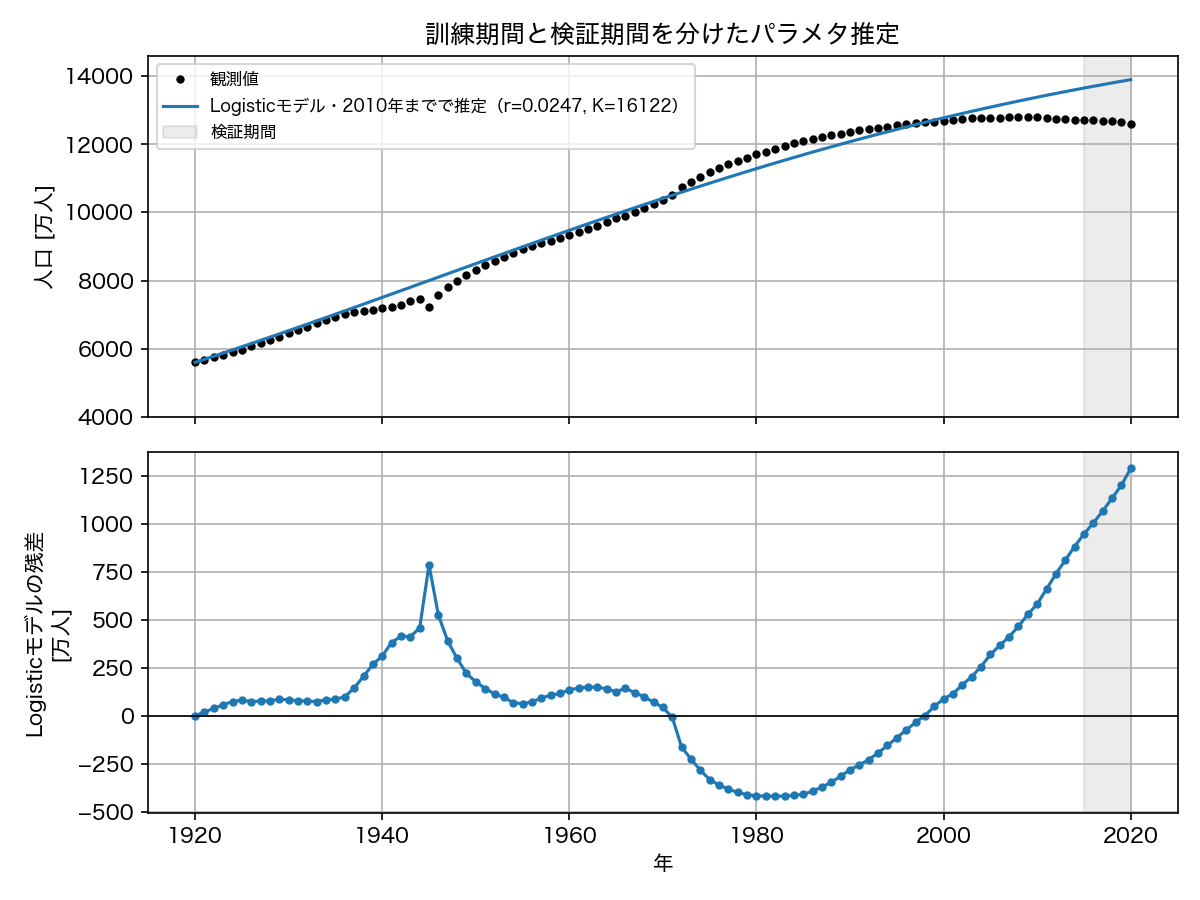 訓練期間と検証期間を分けたパラメタ推定
観測値
Logisticモデル・2010年までで推定（r=0.0247, K=16122）
検証期間
人口 [万人]
14000
12000
10000
8000
6000
4000
Logisticモデルの残差
[万人]
1250
1000
750
500
250
0
−250
−500
1920
1940
1960
1980
2000
2020
年